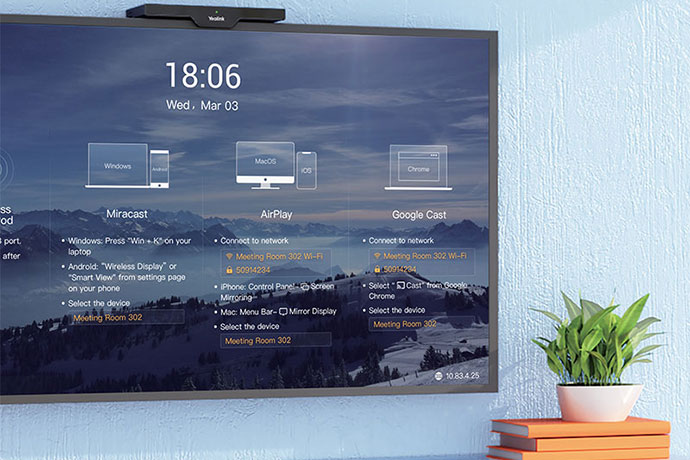 Yealink
18:06
Wed, Mar 03
Windows
Android
MacOS
iOS
Chrome
Miracast
• Windows: Press "Win + K" on your
laptop
• Android: "Wireless Display" or
"Smart View" from settings page
on your phone
• Select the device
Meeting Room 302
AirPlay
• Connect to network
Meeting Room 302 Wi-Fi
50914234
• iPhone: Control Panel- Screen
Mirroring
• Mac: Menu Bar- Mirror Display
• Select the device
Meeting Room 302
Google Cast
• Connect to network
Meeting Room 302 Wi-Fi
50914234
• Select " Cast" from Google
Chrome
• Select the device
Meeting Room 302
port,
after
10.83.4.25